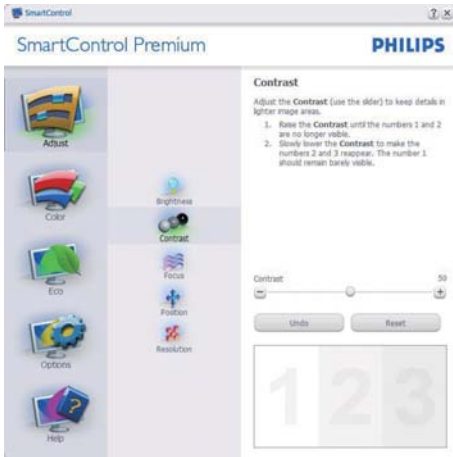 SmartControl
SmartControl Premium
PHILIPS
Adjust
Color
Eco
Options
Help
Brightness
Contrast
Focus
Position
Resolution
Contrast
Adjust the Contrast (use the slider) to keep details in
lighter image areas.
1. Raise the Contrast until the numbers 1 and 2
are no longer visible.
2. Slowly lower the Contrast to make the
numbers 2 and 3 reappear. The number 1
should remain barely visible.
Contrast 50
Undo Reset
1 2 3